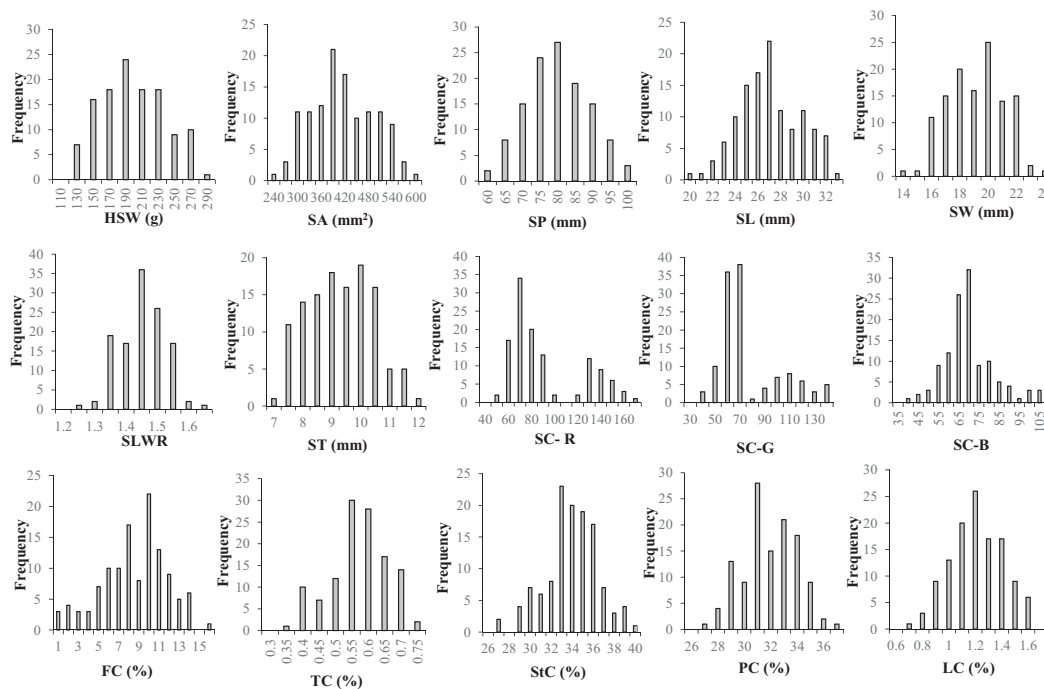 Frequency
30
25
20
15
10
5
0
110 130 150 170 190 210 230 250 270 290
HSW (g)
Frequency
25
20
15
10
5
0
240 300 360 420 480 540 600
SA (mm²)
Frequency
30
25
20
15
10
5
0
60 65 70 75 80 85 90 95 100
SP (mm)
Frequency
25
20
15
10
5
0
20 22 24 26 28 30 32
SL (mm)
Frequency
30
25
20
15
10
5
0
14 16 18 20 22
SW (mm)
Frequency
40
35
30
25
20
15
10
5
0
1.2 1.3 1.4 1.5 1.6
SLWR
Frequency
20
15
10
5
0
7 8 9 10 11 12
ST (mm)
Frequency
40
35
30
25
20
15
10
5
0
40 60 80 100 120 140 160
SC- R
Frequency
40
35
30
25
20
15
10
5
0
30 50 70 90 110 130
SC-G
Frequency
35
30
25
20
15
10
5
0
35 45 55 65 75 85 95 105
SC-B
Frequency
25
20
15
10
5
0
1 3 5 7 9 11 13 15
FC (%)
Frequency
35
30
25
20
15
10
5
0
0.3 0.35 0.4 0.45 0.5 0.55 0.6 0.65 0.7 0.75
TC (%)
Frequency
25
20
15
10
5
0
26 28 30 32 34 36 38 40
StC (%)
Frequency
30
25
20
15
10
5
0
26 28 30 32 34 36
PC (%)
Frequency
30
25
20
15
10
5
0
0.6 0.8 1 1.2 1.4 1.6
LC (%)